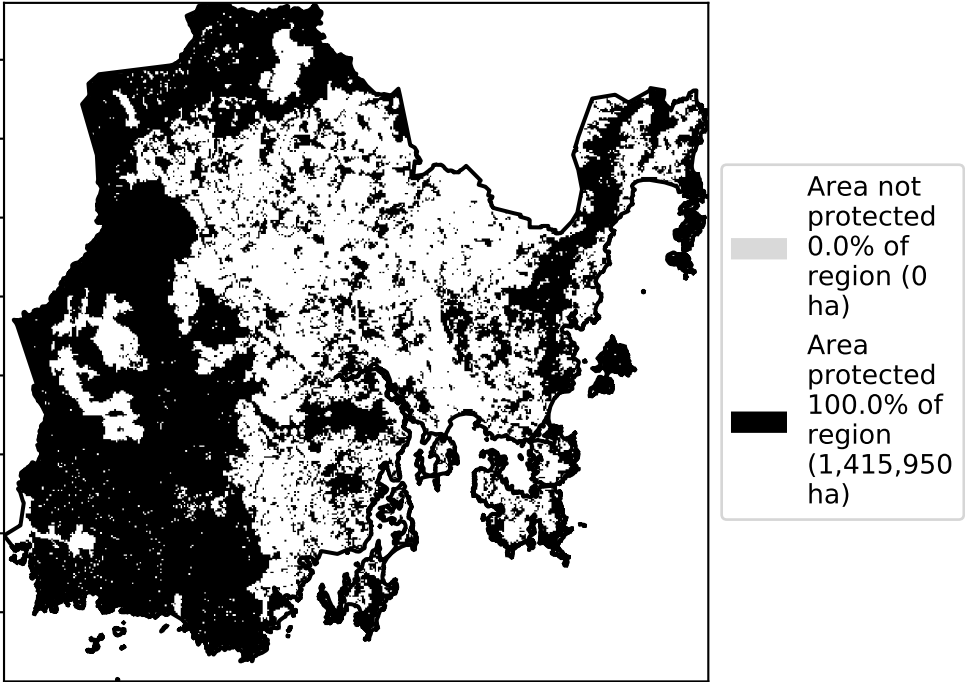 Area not
protected
0.0% of
region (0
ha)
Area
protected
100.0% of
region
(1,415,950
ha)